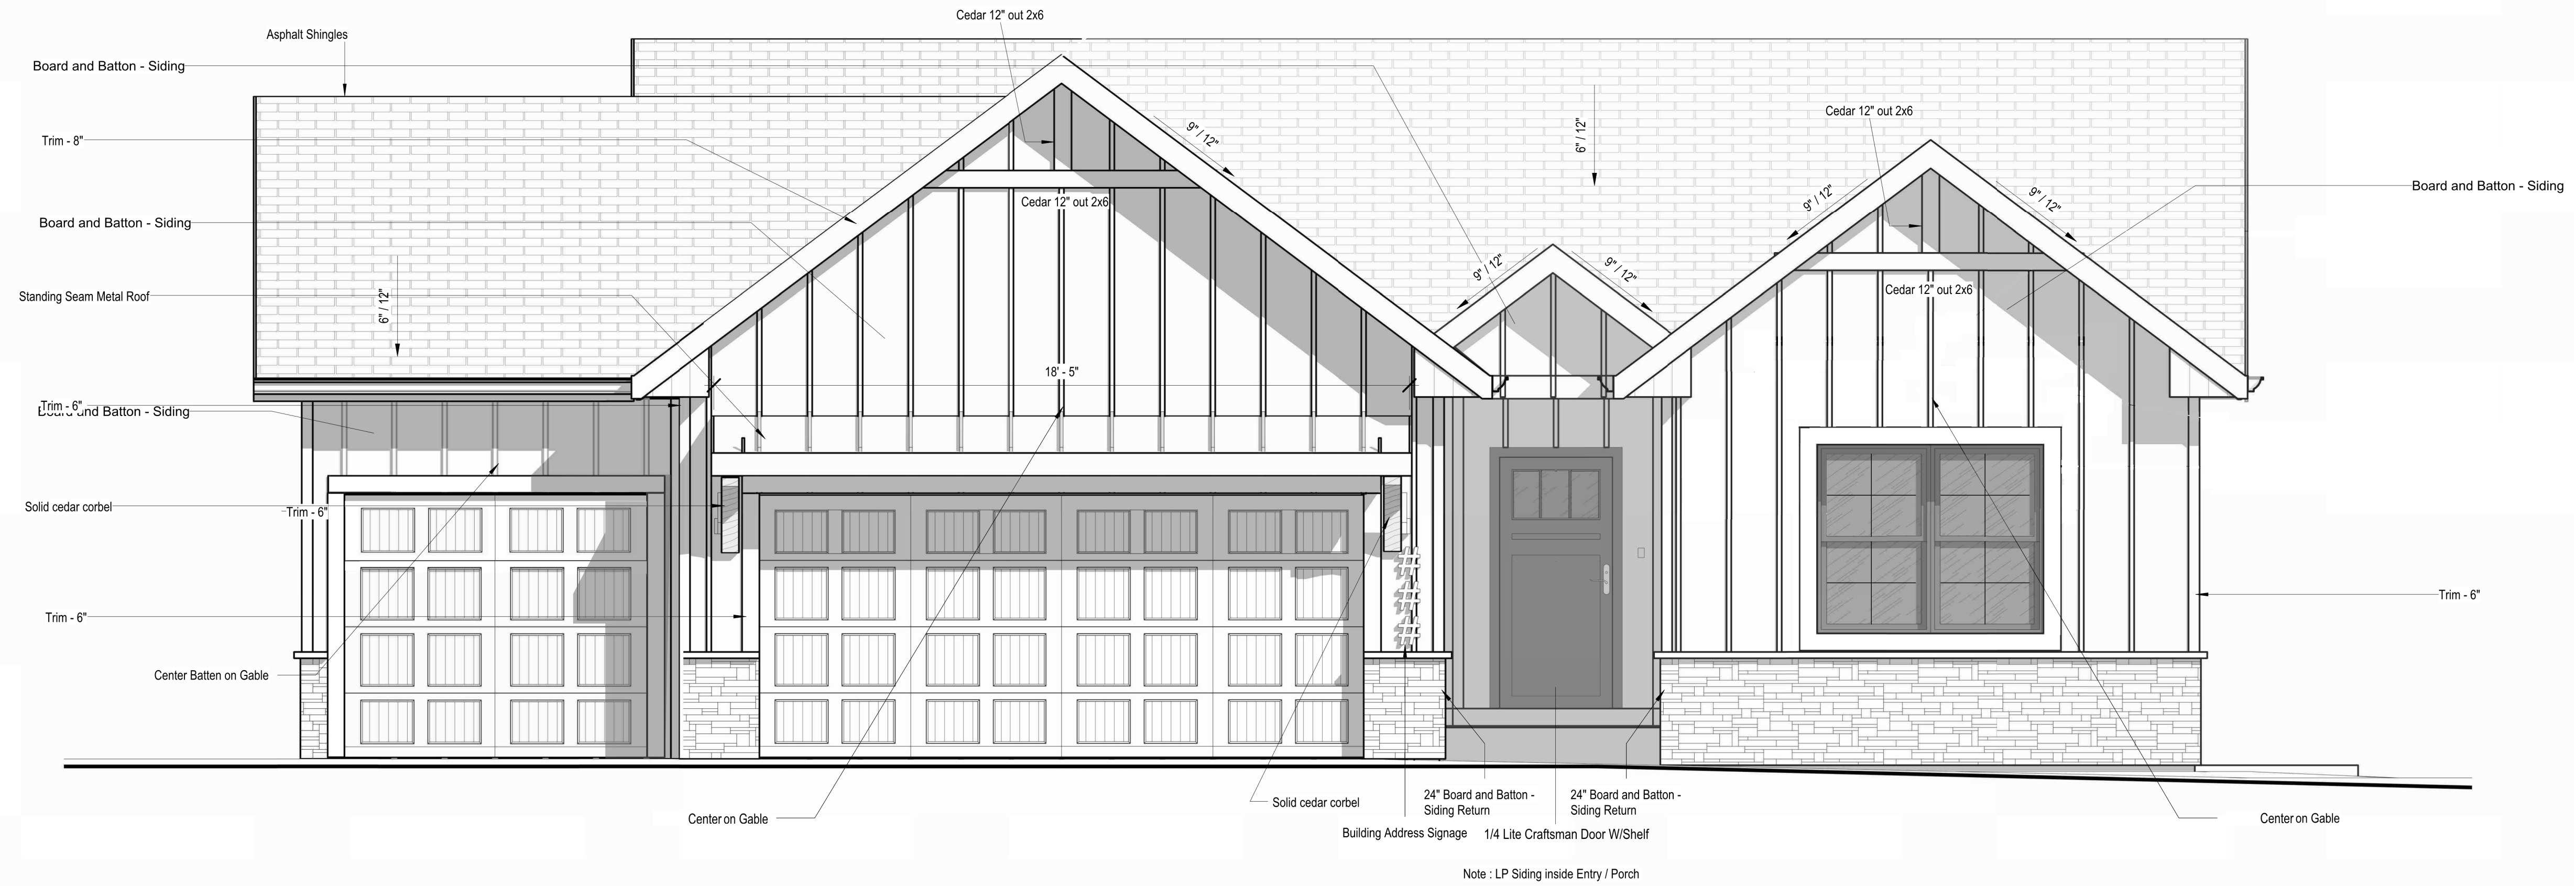 Cedar 12" out 2x6
Asphalt Shingles
Board and Batton - Siding
Cedar 12" out 2x6
9" / 12"
6" / 12"
Trim - 8"
9" / 12"
9" / 12"
Board and Batton - Siding
Cedar 12" out 2x6
Board and Batton - Siding
9" / 12"
9" / 12"
Cedar 12" out 2x6
Standing Seam Metal Roof
6" / 12"
18' - 5"
Trim - 6"
Board and Batton - Siding
Solid cedar corbel
Trim - 6"
Trim - 6"
Trim - 6"
###
Center Batten on Gable
Solid cedar corbel
24" Board and Batton -
Siding Return
24" Board and Batton -
Siding Return
Center on Gable
Center on Gable
Building Address Signage
1/4 Lite Craftsman Door W/Shelf
Note : LP Siding inside Entry / Porch